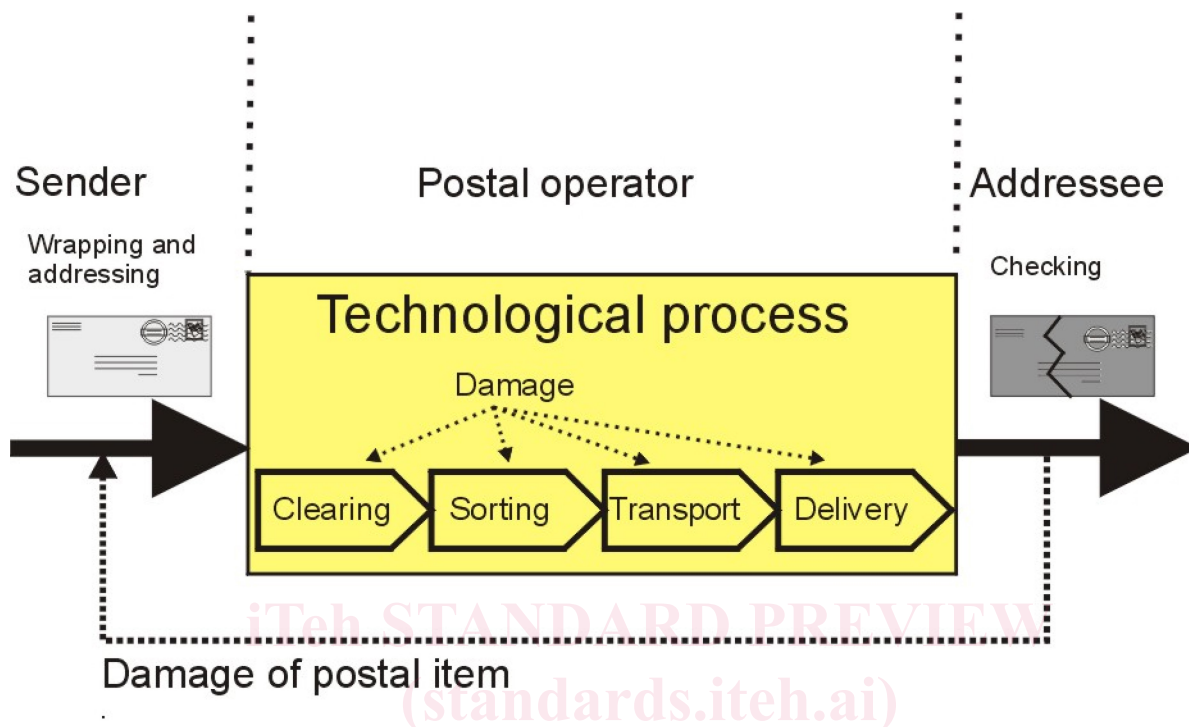 Sender
Postal operator
Addressee
Wrapping and
addressing
Checking
Technological process
Damage
Clearing
Sorting
Transport
Delivery
iTeh STANDARD PREVIEW
Damage of postal item
(standards.iteh.ai)